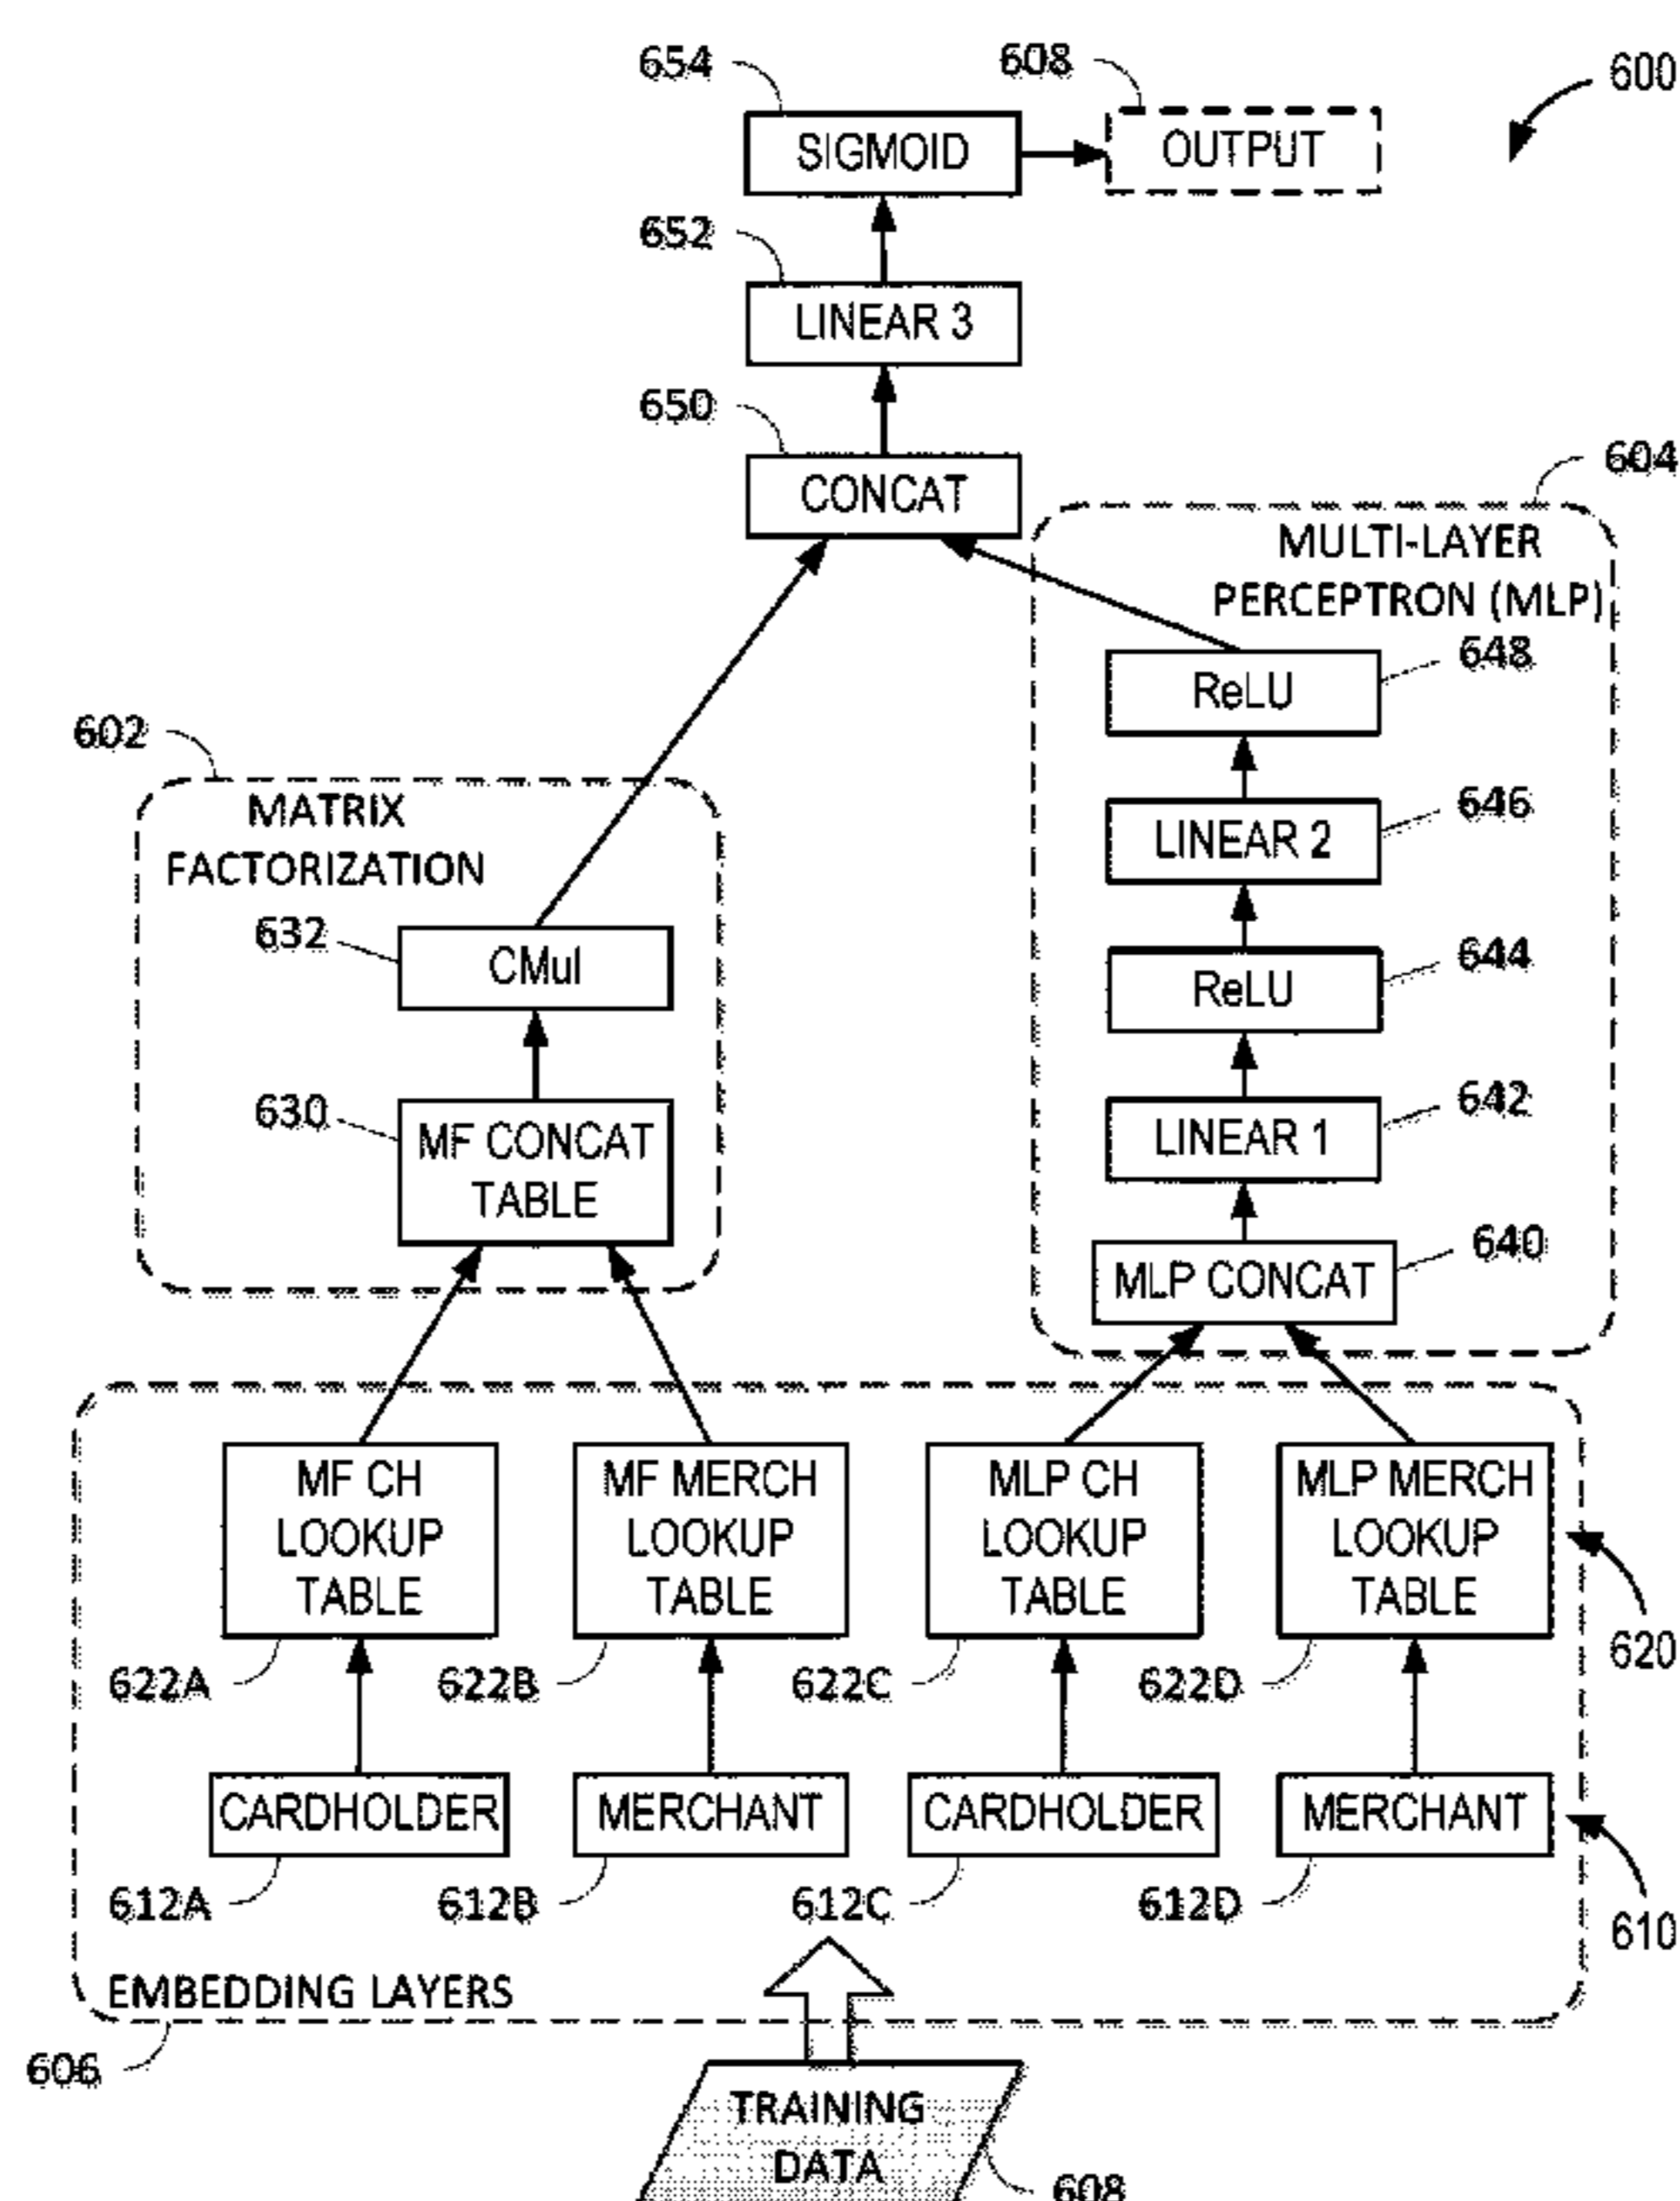 654
608
600
SIGMOID
OUTPUT
652
LINEAR 3
650
CONCAT
604
MULTI-LAYER
PERCEPTRON (MLP)
648
ReLU
602
MATRIX
FACTORIZATION
646
LINEAR 2
632
CMul
644
ReLU
630
MF CONCAT
TABLE
642
LINEAR 1
640
MLP CONCAT
MF CH
LOOKUP
TABLE
MF MERCH
LOOKUP
TABLE
MLP CH
LOOKUP
TABLE
MLP MERCH
LOOKUP
TABLE
620
622A
622B
622C
622D
CARDHOLDER
MERCHANT
CARDHOLDER
MERCHANT
612A
612B
612C
612D
610
EMBEDDING LAYERS
606
TRAINING
DATA
608